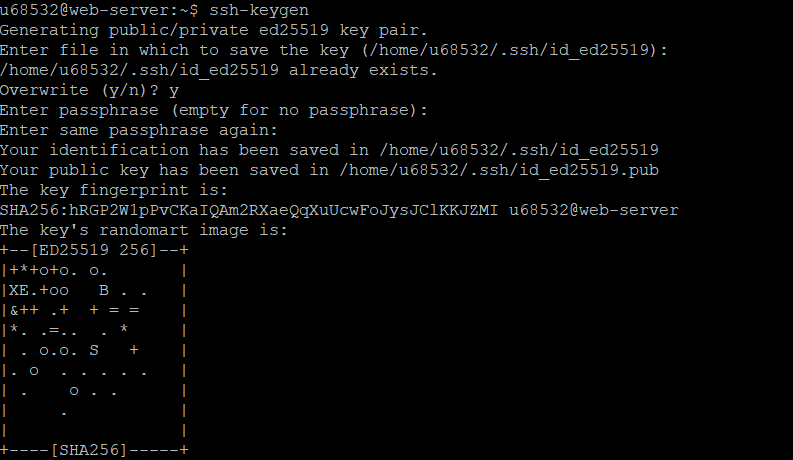 u68532@web-server:~$ ssh-keygen
Generating public/private ed25519 key pair.
Enter file in which to save the key (/home/u68532/.ssh/id_ed25519):
/home/u68532/.ssh/id_ed25519 already exists.
Overwrite (y/n)? y
Enter passphrase (empty for no passphrase):
Enter same passphrase again:
Your identification has been saved in /home/u68532/.ssh/id_ed25519
Your public key has been saved in /home/u68532/.ssh/id_ed25519.pub
The key fingerprint is:
SHA256:hRGP2W1pPvCKaIQAm2RXaeQqXuUcwFoJysJClKKJZMI u68532@web-server
The key's randomart image is:
+--[ED25519 256]--+
|+*+o+o. o.       |
|XE.+oo   B . .   |
|&++ .+  + = =    |
|*. .=..  . *     |
| . o.o. S   +    |
|. o  . . . . .   |
| .    o . .      |
|     .           |
|                 |
+----[SHA256]-----+